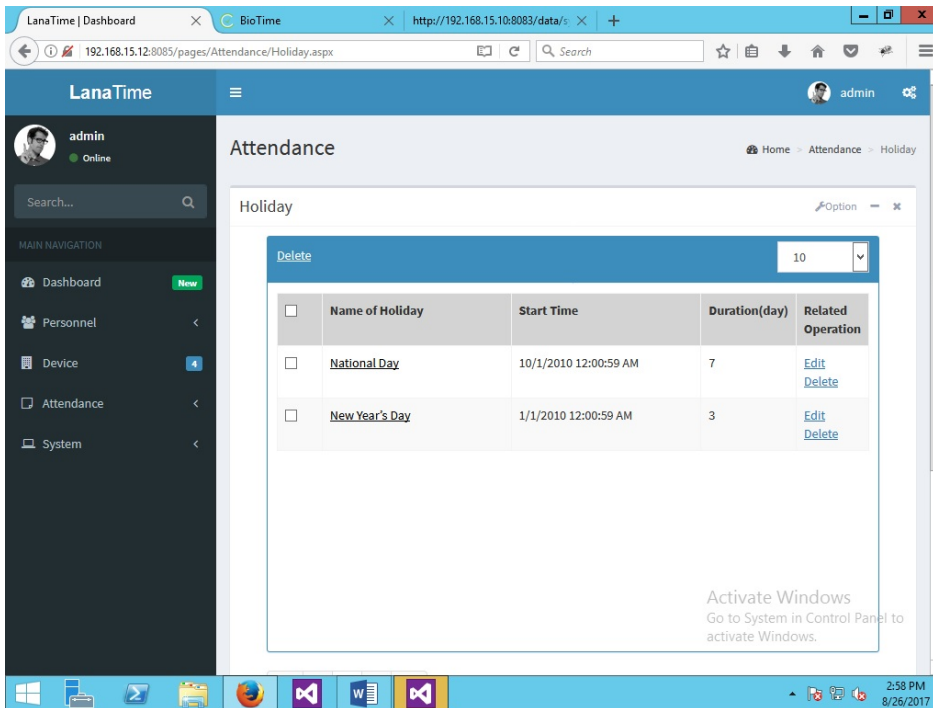 LanaTime | Dashboard
BioTime
http://192.168.15.10:8083/data/s
192.168.15.12:8085/pages/Attendance/Holiday.aspx
Search
LanaTime
admin
admin
Online
Attendance
Home > Attendance > Holiday
Search...
Holiday
Option
MAIN NAVIGATION
Delete
10
Dashboard New
Personnel
Device 4
Attendance
System
Name of Holiday Start Time Duration(day) Related Operation
National Day 10/1/2010 12:00:59 AM 7 Edit
Delete
New Year's Day 1/1/2010 12:00:59 AM 3 Edit
Delete
Activate Windows
Go to System in Control Panel to
activate Windows.
2:58 PM
8/26/2017